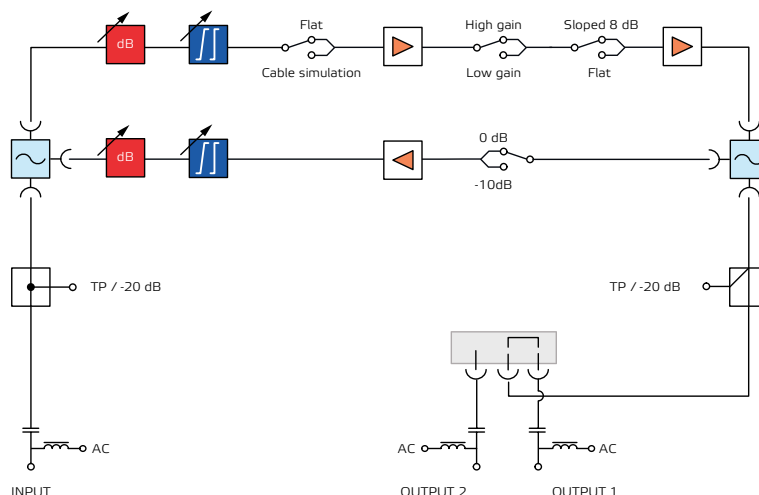 Flat
High gain
Sloped 8 dB
dB
Cable simulation
Low gain
Flat
0 dB
dB
-10dB
TP / -20 dB
TP / -20 dB
AC
AC
AC
INPUT
OUTPUT 2
OUTPUT 1